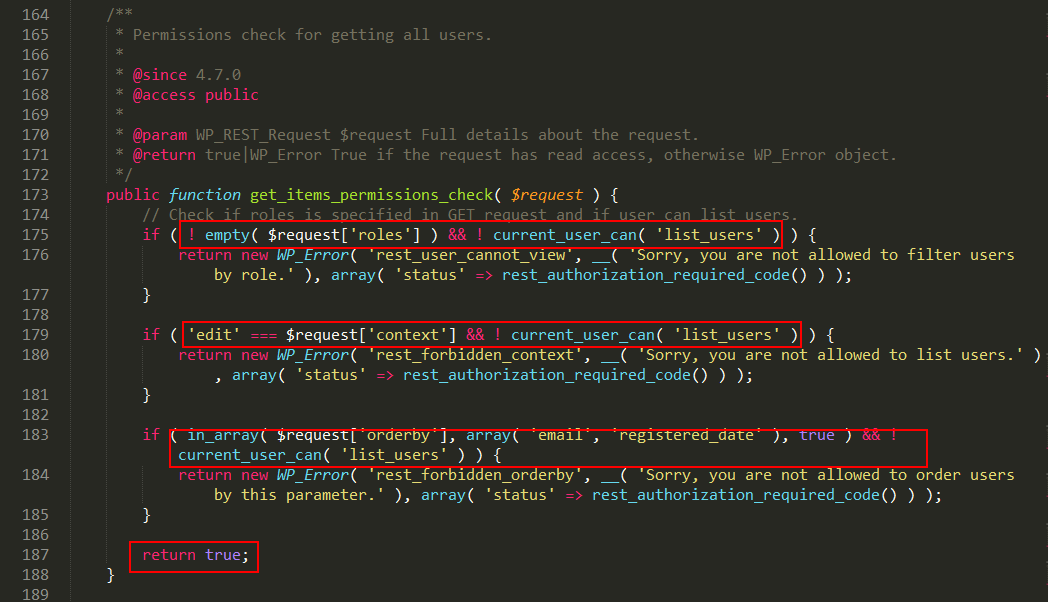 164 /**
165 * Permissions check for getting all users.
166 *
167 * @since 4.7.0
168 * @access public
169 *
170 * @param WP_REST_Request $request Full details about the request.
171 * @return true|WP_Error True if the request has read access, otherwise WP_Error object.
172 */
173 public function get_items_permissions_check( $request ) {
174 // Check if roles is specified in GET request and if user can list users.
175 if ( ! empty( $request['roles'] ) && ! current_user_can( 'list_users' ) ) {
176 return new WP_Error( 'rest_user_cannot_view', __( 'Sorry, you are not allowed to filter users
by role.' ), array( 'status' => rest_authorization_required_code() ) );
177 }
178
179 if ( 'edit' === $request['context'] && ! current_user_can( 'list_users' ) ) {
180 return new WP_Error( 'rest_forbidden_context', __( 'Sorry, you are not allowed to list users.' )
, array( 'status' => rest_authorization_required_code() ) );
181 }
182
183 if ( in_array( $request['orderby'], array( 'email', 'registered_date' ), true ) && !
current_user_can( 'list_users' ) ) {
184 return new WP_Error( 'rest_forbidden_orderby', __( 'Sorry, you are not allowed to order users
by this parameter.' ), array( 'status' => rest_authorization_required_code() ) );
185 }
186
187 return true;
188 }
189